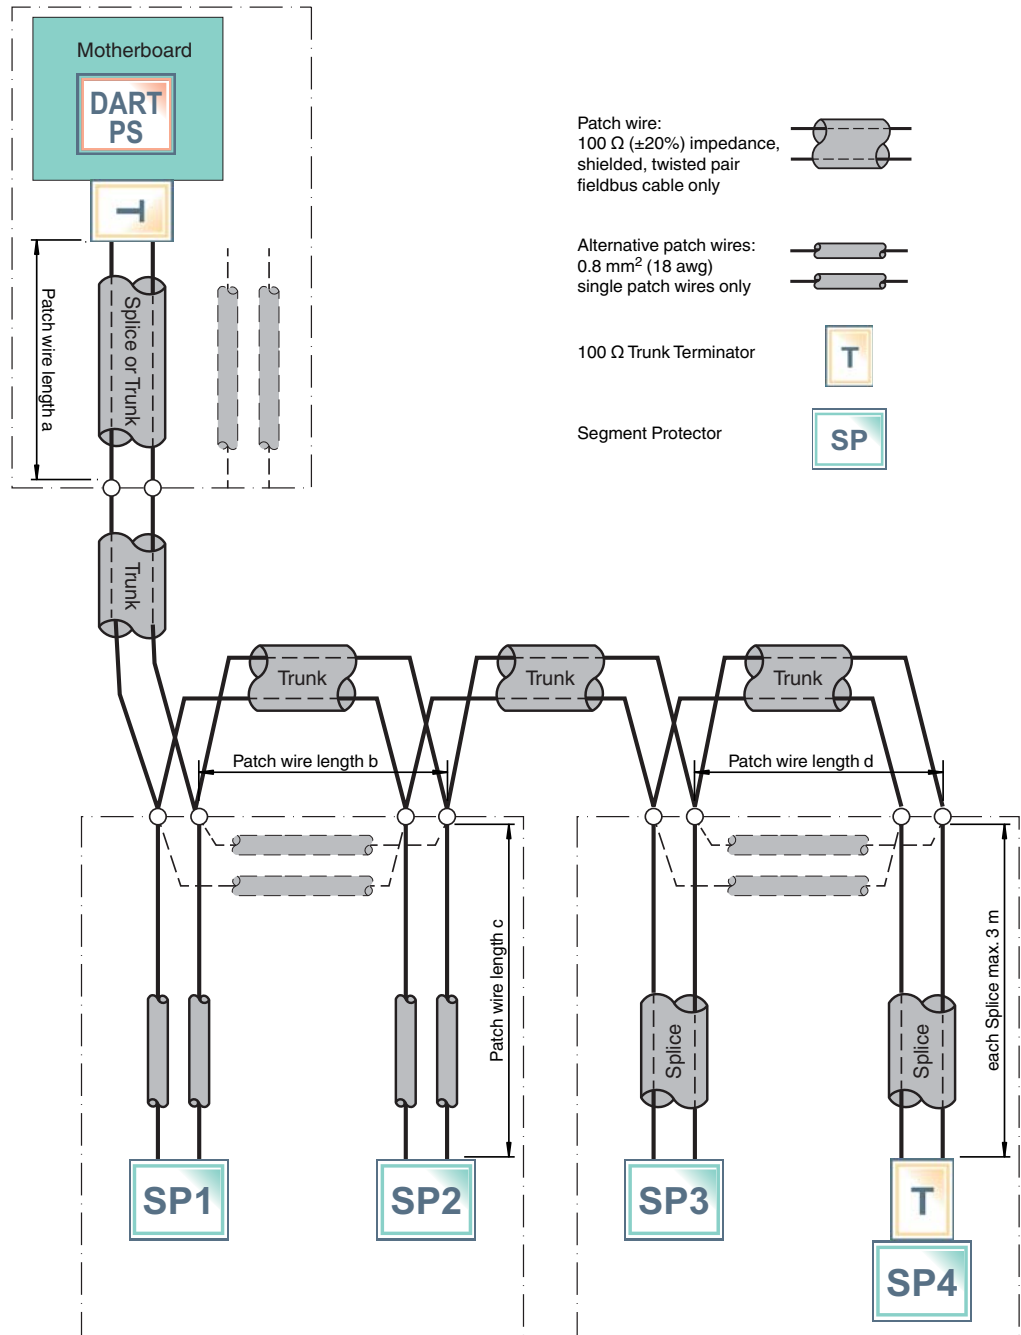 Motherboard
DART
PS
T
Patch wire length a
Splice or Trunk
Trunk
Patch wire:
100 Ω (±20%) impedance,
shielded, twisted pair
fieldbus cable only
Alternative patch wires:
0.8 mm² (18 awg)
single patch wires only
100 Ω Trunk Terminator
T
Segment Protector
SP
Trunk
Trunk
Trunk
Patch wire length b
Patch wire length d
Patch wire length c
Splice
Splice
each Splice max. 3 m
SP1
SP2
SP3
T
SP4